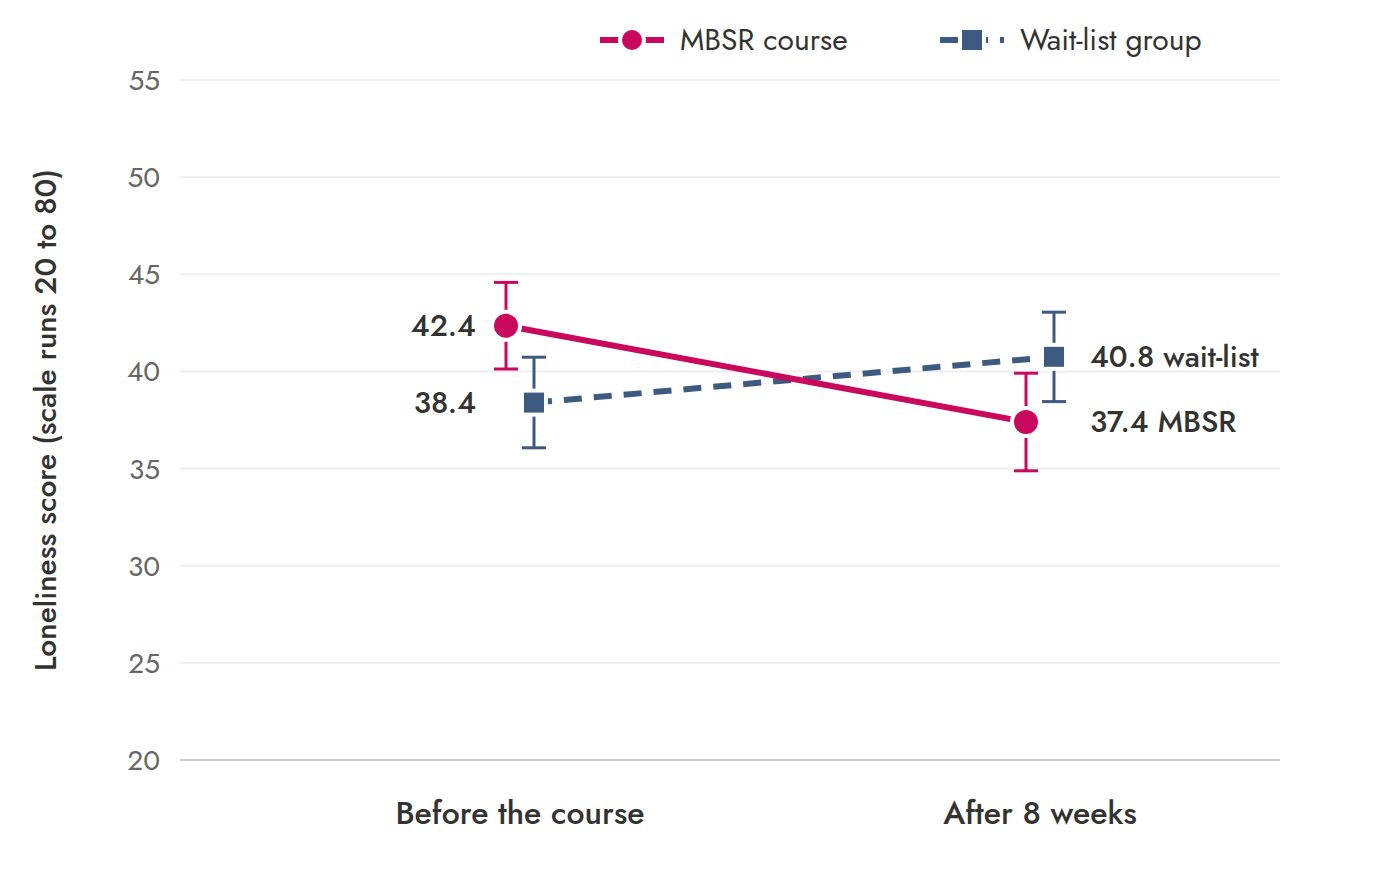 MBSR course
Wait-list group
55
50
45
40
35
30
25
20
Loneliness score (scale runs 20 to 80)
42.4
38.4
40.8 wait-list
37.4 MBSR
Before the course
After 8 weeks